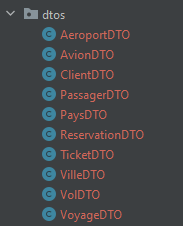 dtos
AeroportDTO
AvionDTO
ClientDTO
PassagerDTO
PaysDTO
ReservationDTO
TicketDTO
VilleDTO
VolDTO
VoyageDTO